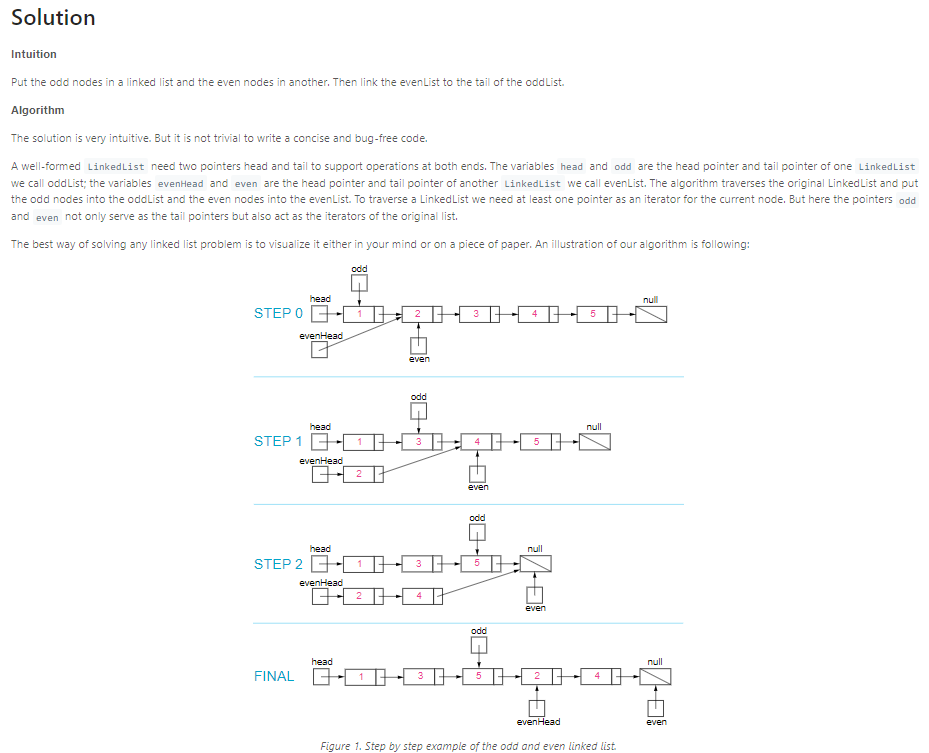 Solution
Intuition
Put the odd nodes in a linked list and the even nodes in another. Then link the evenList to the tail of the oddList.
Algorithm
The solution is very intuitive. But it is not trivial to write a concise and bug-free code.
A well-formed LinkedList need two pointers head and tail to support operations at both ends. The variables head and odd are the head pointer and tail pointer of one LinkedList
we call oddList; the variables evenHead and even are the head pointer and tail pointer of another LinkedList we call evenList. The algorithm traverses the original LinkedList and put
the odd nodes into the oddList and the even nodes into the evenList. To traverse a LinkedList we need at least one pointer as an iterator for the current node. But here the pointers odd
and even not only serve as the tail pointers but also act as the iterators of the original list.
The best way of solving any linked list problem is to visualize it either in your mind or on a piece of paper. An illustration of our algorithm is following:
odd
head
null
STEP 0
1 2 3 4 5
evenHead
even
odd
head
null
STEP 1
1 3 4 5
evenHead
2
even
odd
head
null
STEP 2
1 3 5
evenHead
2 4
even
odd
head
null
FINAL
1 3 5 2 4
evenHead
even
Figure 1. Step by step example of the odd and even linked list.